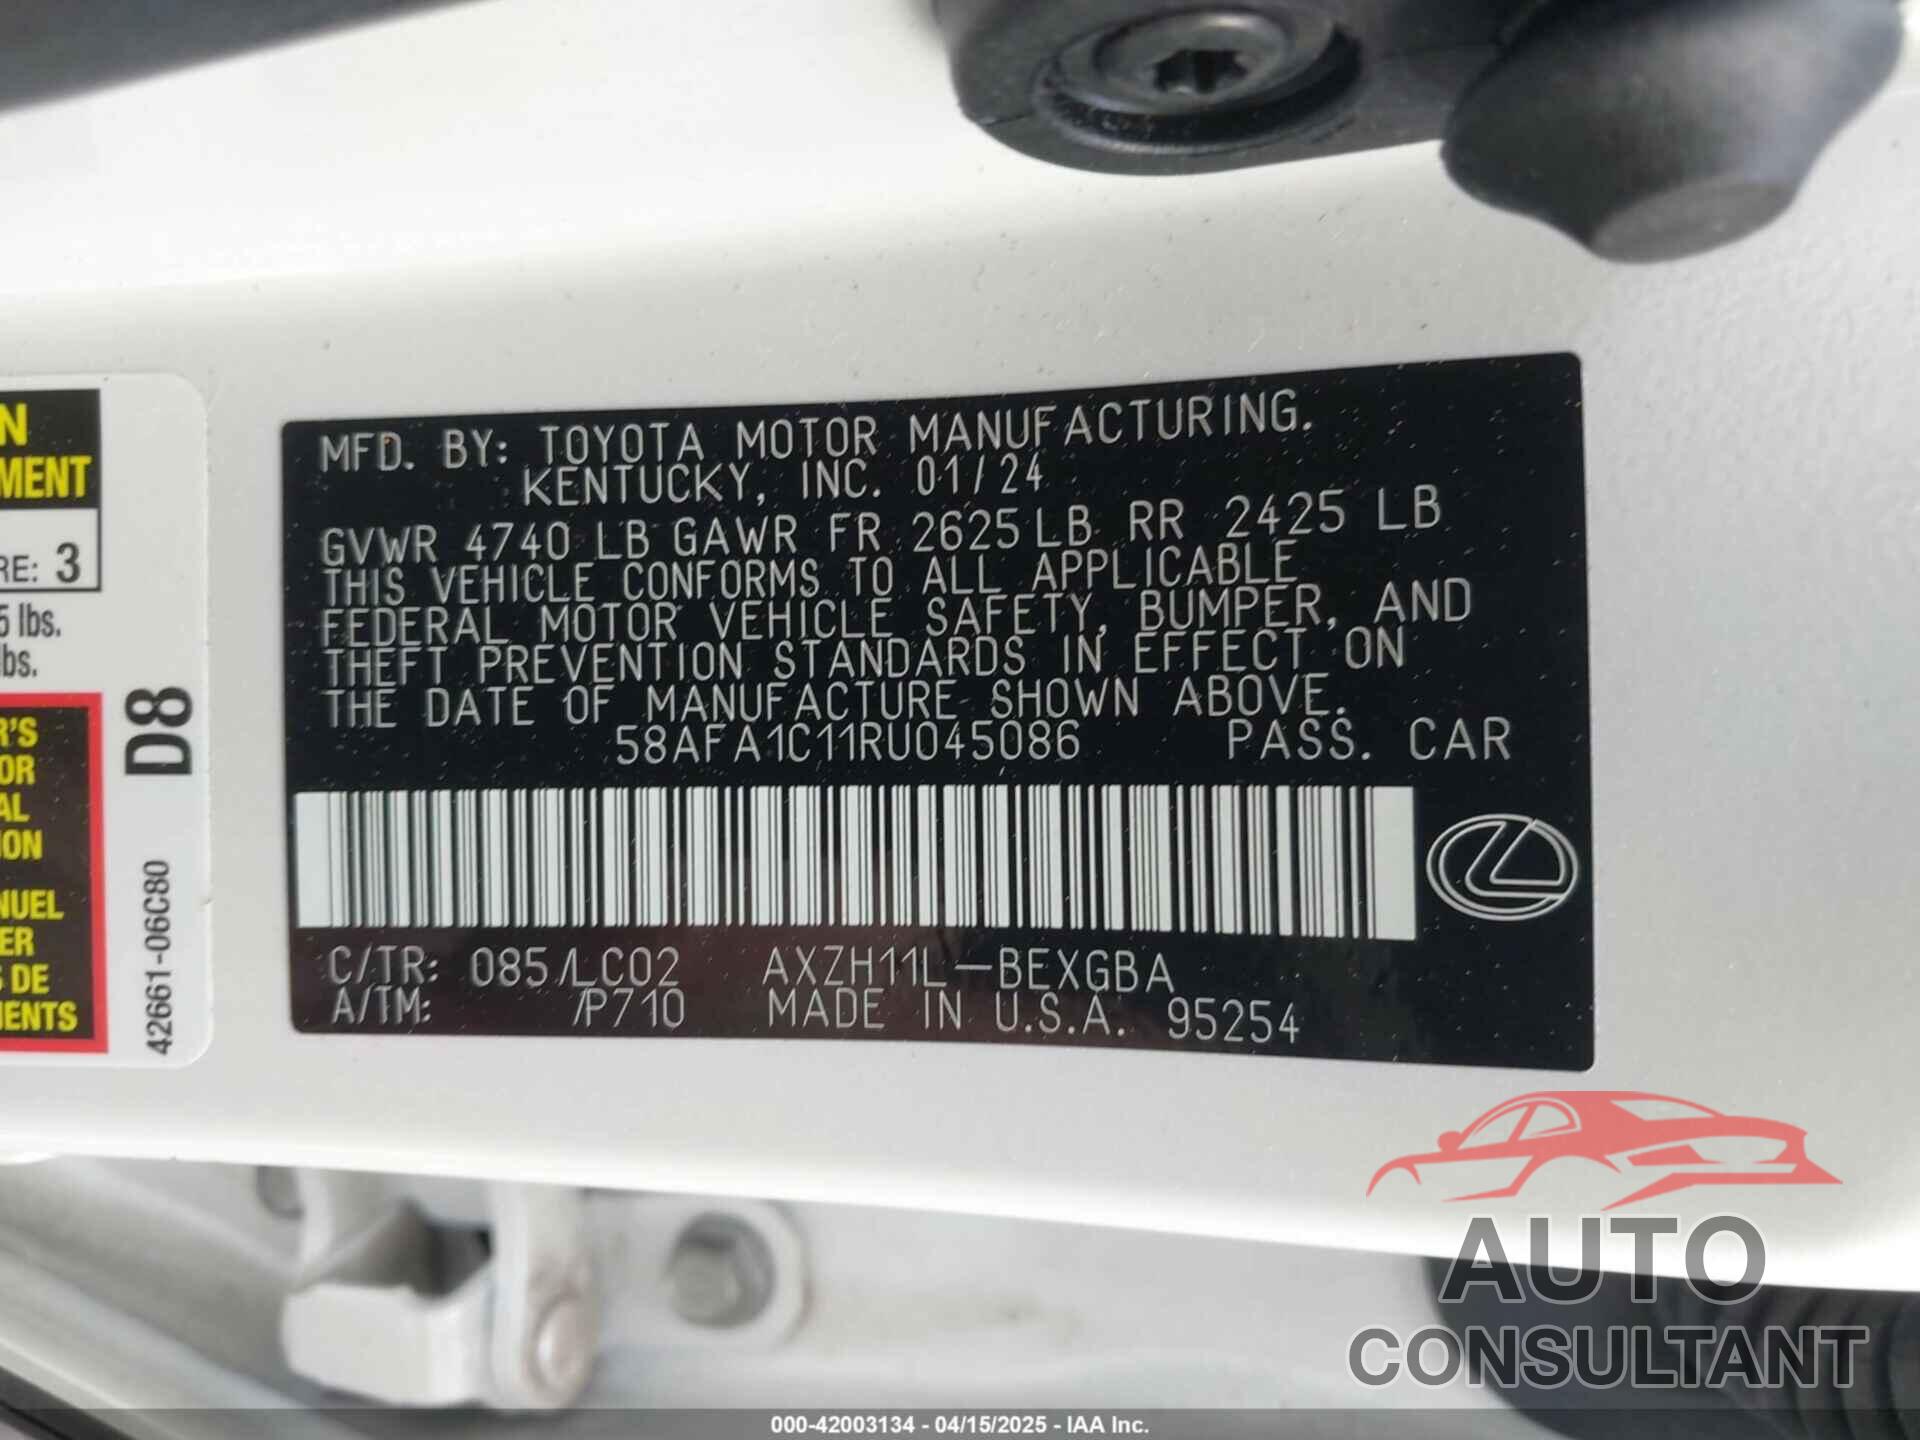 MFD. BY: TOYOTA MOTOR MANUFACTURING.
KENTUCKY, INC. 01/24
GVWR 4740 LB GAWR FR 2625 LB RR 2425 LB
THIS VEHICLE CONFORMS TO ALL APPLICABLE
FEDERAL MOTOR VEHICLE SAFETY, BUMPER, AND
THEFT PREVENTION STANDARDS IN EFFECT ON
THE DATE OF MANUFACTURE SHOWN ABOVE.
58AFA1C11RU045086 PASS. CAR
C/TR: 085/LC02 AXZH11L-BEXGBA
A/TM: /P710 MADE IN U.S.A. 95254
N
MENT
RE: 3
5 lbs.
lbs.
R'S
OR
AL
ION
NUEL
ER
S DE
MENTS
D8
42661-06C80
AUTO
CONSULTANT
000-42003134 - 04/15/2025 - IAA Inc.